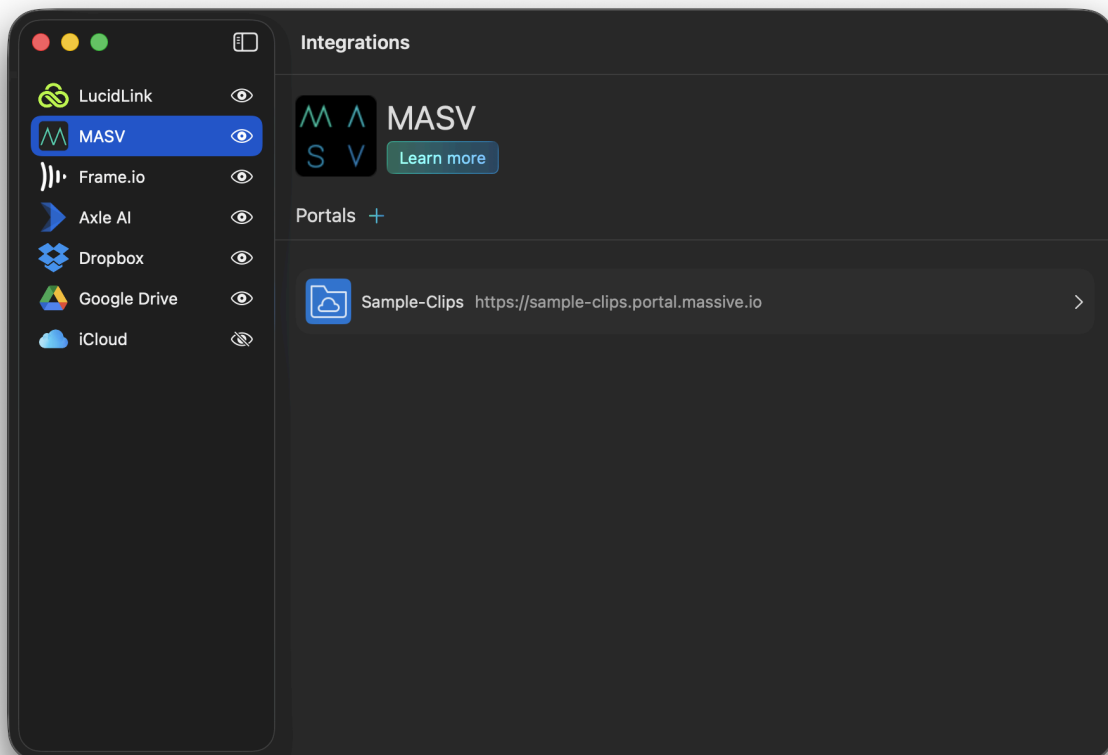 Integrations
LucidLink
MASV
Frame.io
Axle AI
Dropbox
Google Drive
iCloud
M A
S V
MASV
Learn more
Portals +
Sample-Clips https://sample-clips.portal.massive.io